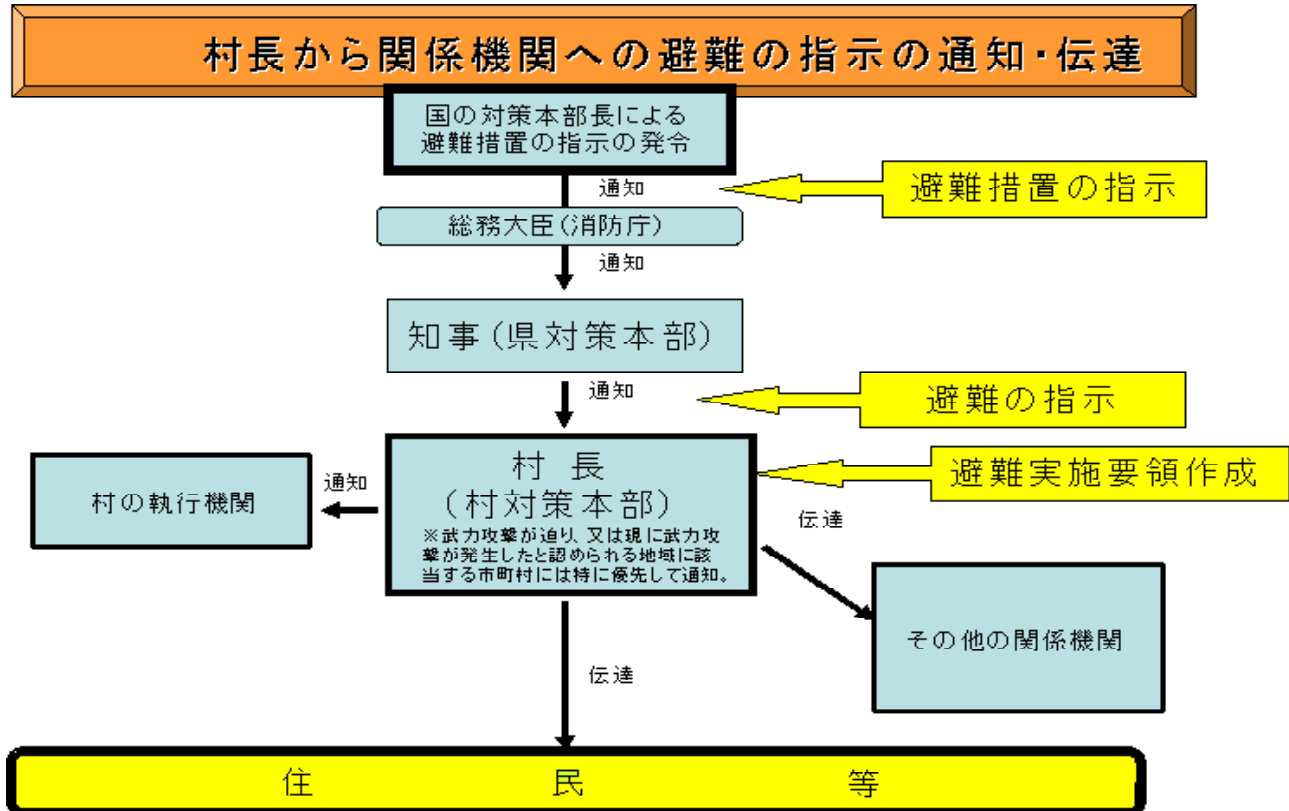 村長から関係機関への避難の指示の通知・伝達
国の対策本部長による
避難措置の指示の発令
通知
避難措置の指示
総務大臣(消防庁)
通知
知事(県対策本部)
通知
避難の指示
村長
(村対策本部)
※武力攻撃が迫り、又は現に武力攻
撃が発生したと認められる地域に該
当する市町村には特に優先して通知。
避難実施要領作成
通知
村の執行機関
伝達
その他の関係機関
伝達
住民等